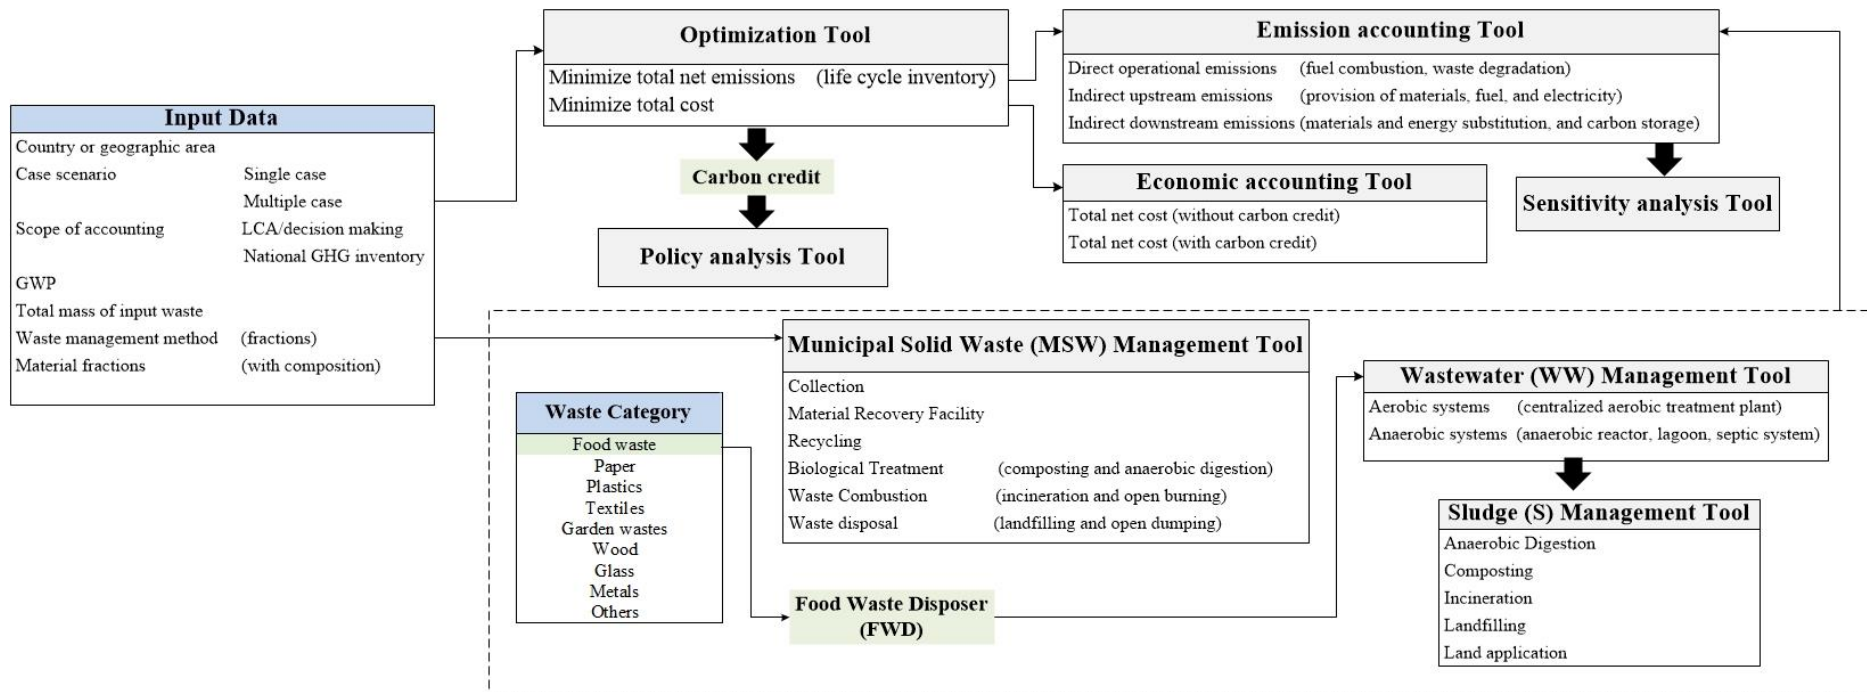 Input Data
Country or geographic area
Case scenario Single case
Multiple case
Scope of accounting LCA/decision making
National GHG inventory
GWP
Total mass of input waste
Waste management method (fractions)
Material fractions (with composition)
Optimization Tool
Minimize total net emissions (life cycle inventory)
Minimize total cost
Carbon credit
Policy analysis Tool
Emission accounting Tool
Direct operational emissions (fuel combustion, waste degradation)
Indirect upstream emissions (provision of materials, fuel, and electricity)
Indirect downstream emissions (materials and energy substitution, and carbon storage)
Economic accounting Tool
Total net cost (without carbon credit)
Total net cost (with carbon credit)
Sensitivity analysis Tool
Waste Category
Food waste
Paper
Plastics
Textiles
Garden wastes
Wood
Glass
Metals
Others
Municipal Solid Waste (MSW) Management Tool
Collection
Material Recovery Facility
Recycling
Biological Treatment (composting and anaerobic digestion)
Waste Combustion (incineration and open burning)
Waste disposal (landfilling and open dumping)
Food Waste Disposer
(FWD)
Wastewater (WW) Management Tool
Aerobic systems (centralized aerobic treatment plant)
Anaerobic systems (anaerobic reactor, lagoon, septic system)
Sludge (S) Management Tool
Anaerobic Digestion
Composting
Incineration
Landfilling
Land application